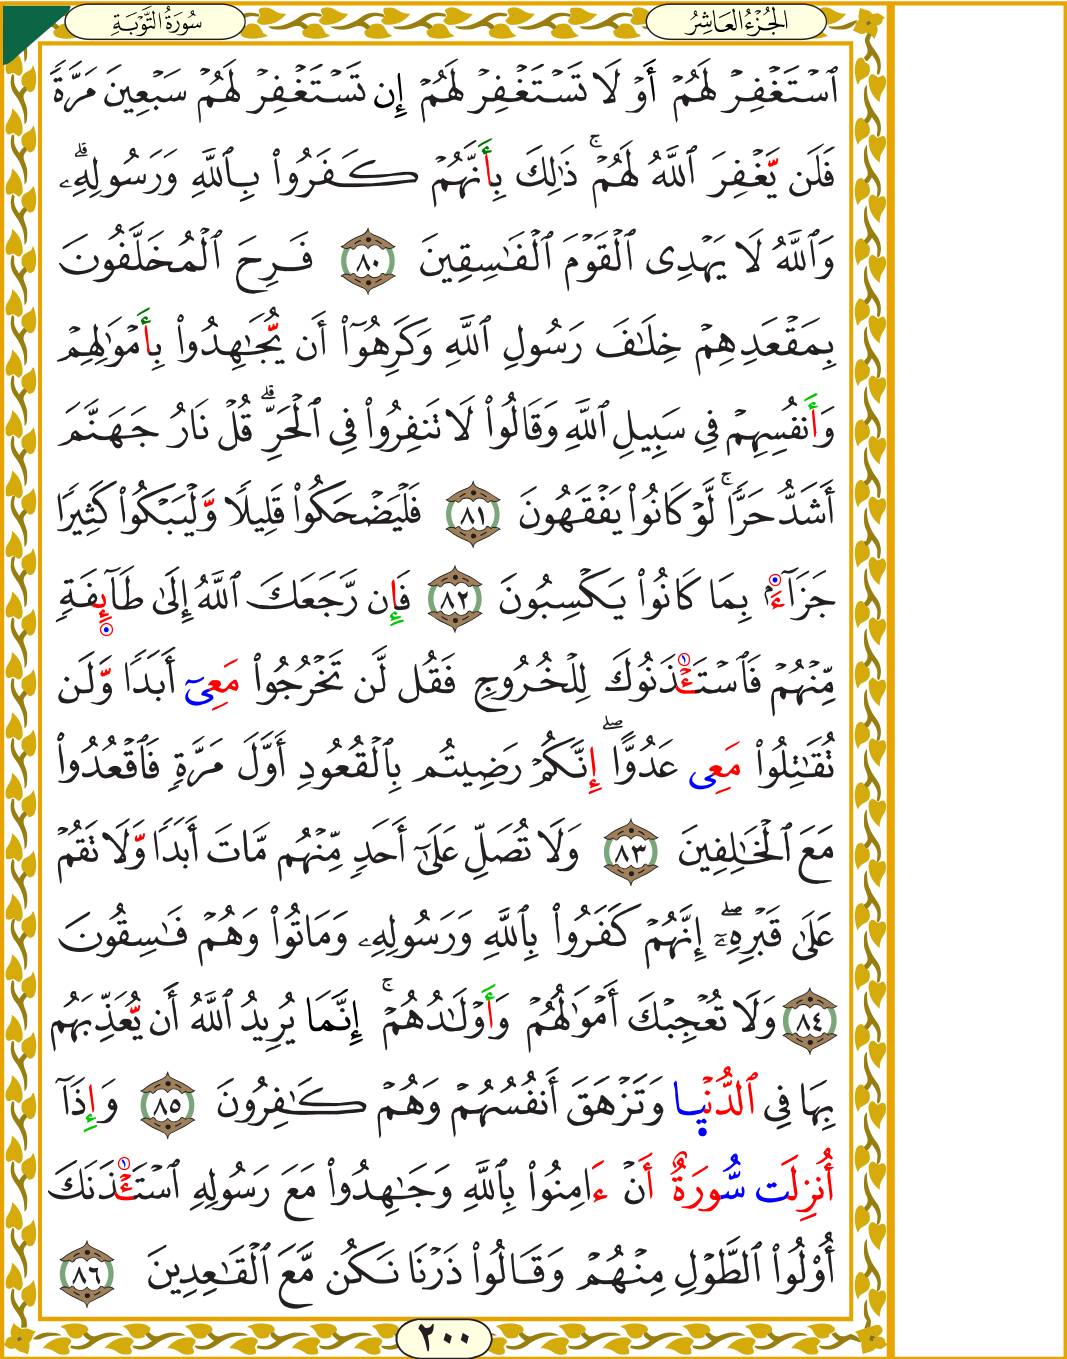 سُورَةُ التَّوْبَةِ
الجُزْءُ العَاشِرُ
ٱسۡتَغۡفِرۡ لَهُمۡ أَوۡ لَا تَسۡتَغۡفِرۡ لَهُمۡ إِن تَسۡتَغۡفِرۡ لَهُمۡ سَبۡعِينَ مَرَّةٗ
فَلَن يَّغۡفِرَ ٱللَّهُ لَهُمۡۚ ذَٰلِكَ بِأَنَّهُمۡ كَفَرُواْ بِٱللَّهِ وَرَسُولِهِۦۗ
وَٱللَّهُ لَا يَهۡدِي ٱلۡقَوۡمَ ٱلۡفَٰسِقِينَ ٨٠ فَرِحَ ٱلۡمُخَلَّفُونَ
بِمَقۡعَدِهِمۡ خِلَٰفَ رَسُولِ ٱللَّهِ وَكَرِهُوٓاْ أَن يُّجَٰهِدُواْ بِأَمۡوَٰلِهِمۡ
وَأَنفُسِهِمۡ فِي سَبِيلِ ٱللَّهِ وَقَالُواْ لَا تَنفِرُواْ فِي ٱلۡحَرِّۗ قُلۡ نَارُ جَهَنَّمَ
أَشَدُّ حَرّٗاۚ لَّوۡ كَانُواْ يَفۡقَهُونَ ٨١ فَلۡيَضۡحَكُواْ قَلِيلٗا وَّلۡيَبۡكُواْ كَثِيرٗا
جَزَآءَۢ بِمَا كَانُواْ يَكۡسِبُونَ ٨٢ فَإِن رَّجَعَكَ ٱللَّهُ إِلَىٰ طَآئِفَةٖ
مِّنۡهُمۡ فَٱسۡتَـٔۡذَنُوكَ لِلۡخُرُوجِ فَقُل لَّن تَخۡرُجُواْ مَعِيٓ أَبَدٗا وَّلَن
تُقَٰتِلُواْ مَعِي عَدُوًّاۖ إِنَّكُمۡ رَضِيتُم بِٱلۡقُعُودِ أَوَّلَ مَرَّةٖ فَٱقۡعُدُواْ
مَعَ ٱلۡخَٰلِفِينَ ٨٣ وَلَا تُصَلِّ عَلَىٰٓ أَحَدٖ مِّنۡهُم مَّاتَ أَبَدٗا وَّلَا تَقُمۡ
عَلَىٰ قَبۡرِهِۦٓۖ إِنَّهُمۡ كَفَرُواْ بِٱللَّهِ وَرَسُولِهِۦ وَمَاتُواْ وَهُمۡ فَٰسِقُونَ
٨٤ وَلَا تُعۡجِبۡكَ أَمۡوَٰلُهُمۡ وَأَوۡلَٰدُهُمۡۚ إِنَّمَا يُرِيدُ ٱللَّهُ أَن يُّعَذِّبَهُم
بِهَا فِي ٱلدُّنۡيَا وَتَزۡهَقَ أَنفُسُهُمۡ وَهُمۡ كَٰفِرُونَ ٨٥ وَإِذَآ
أُنزِلَت سُّورَةٌ أَنۡ ءَامِنُواْ بِٱللَّهِ وَجَٰهِدُواْ مَعَ رَسُولِهِ ٱسۡتَـٔۡذَنَكَ
أُوْلُواْ ٱلطَّوۡلِ مِنۡهُمۡ وَقَالُواْ ذَرۡنَا نَكُن مَّعَ ٱلۡقَٰعِدِينَ ٨٦
٢٠٠